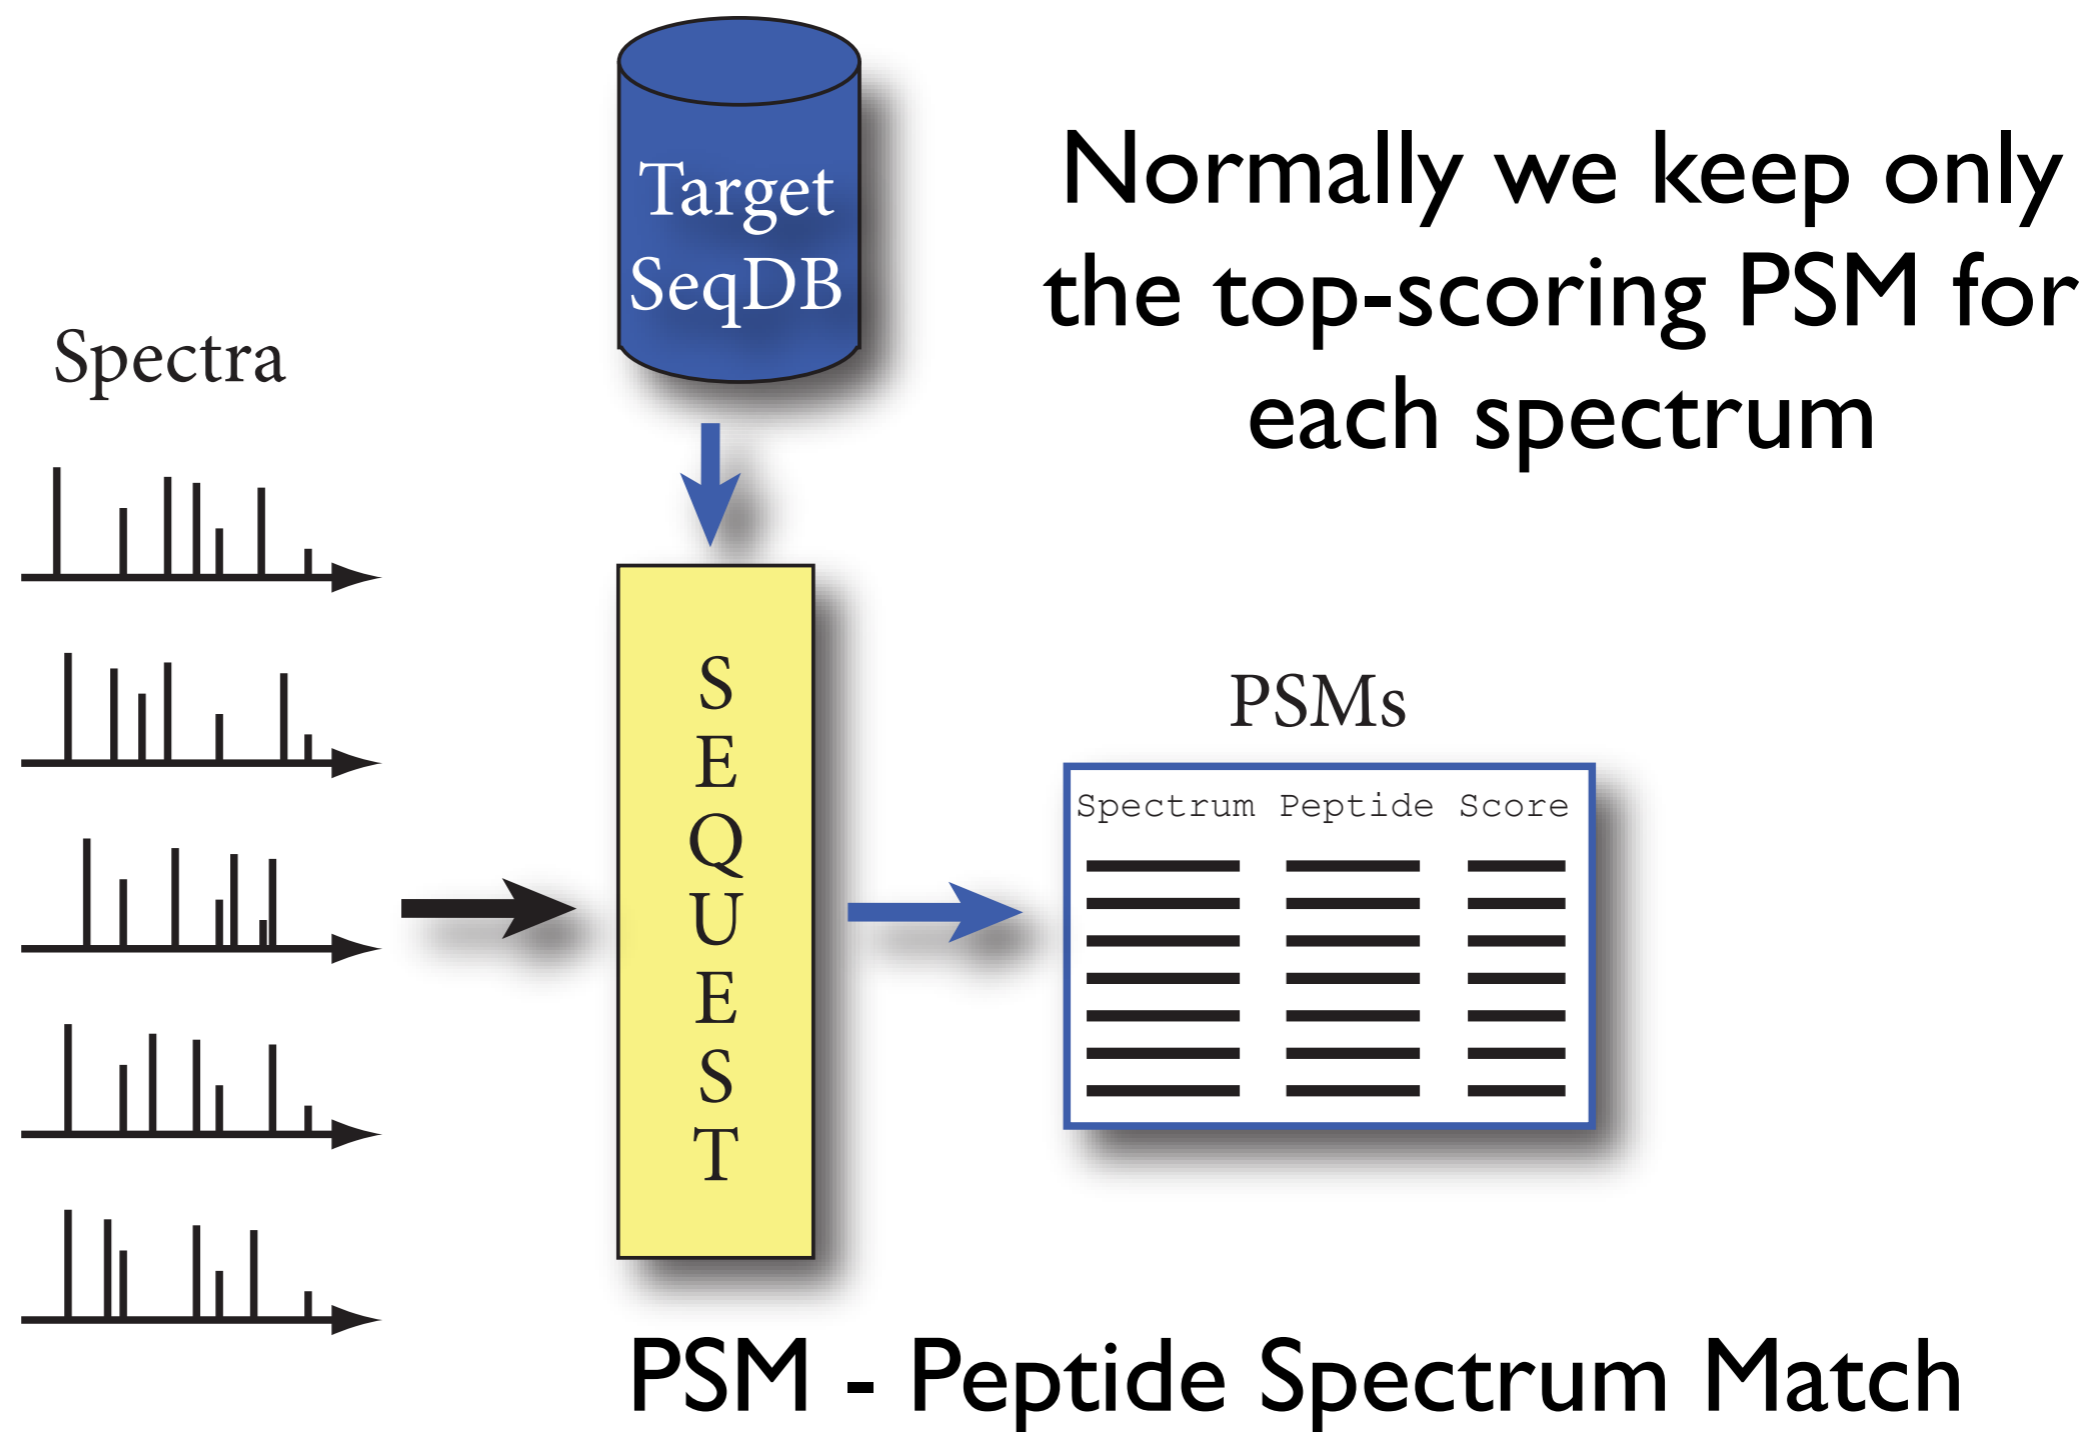 Target
SeqDB
Normally we keep only
the top-scoring PSM for
each spectrum
Spectra
S
E
Q
U
E
S
T
PSMs
Spectrum Peptide Score
PSM - Peptide Spectrum Match